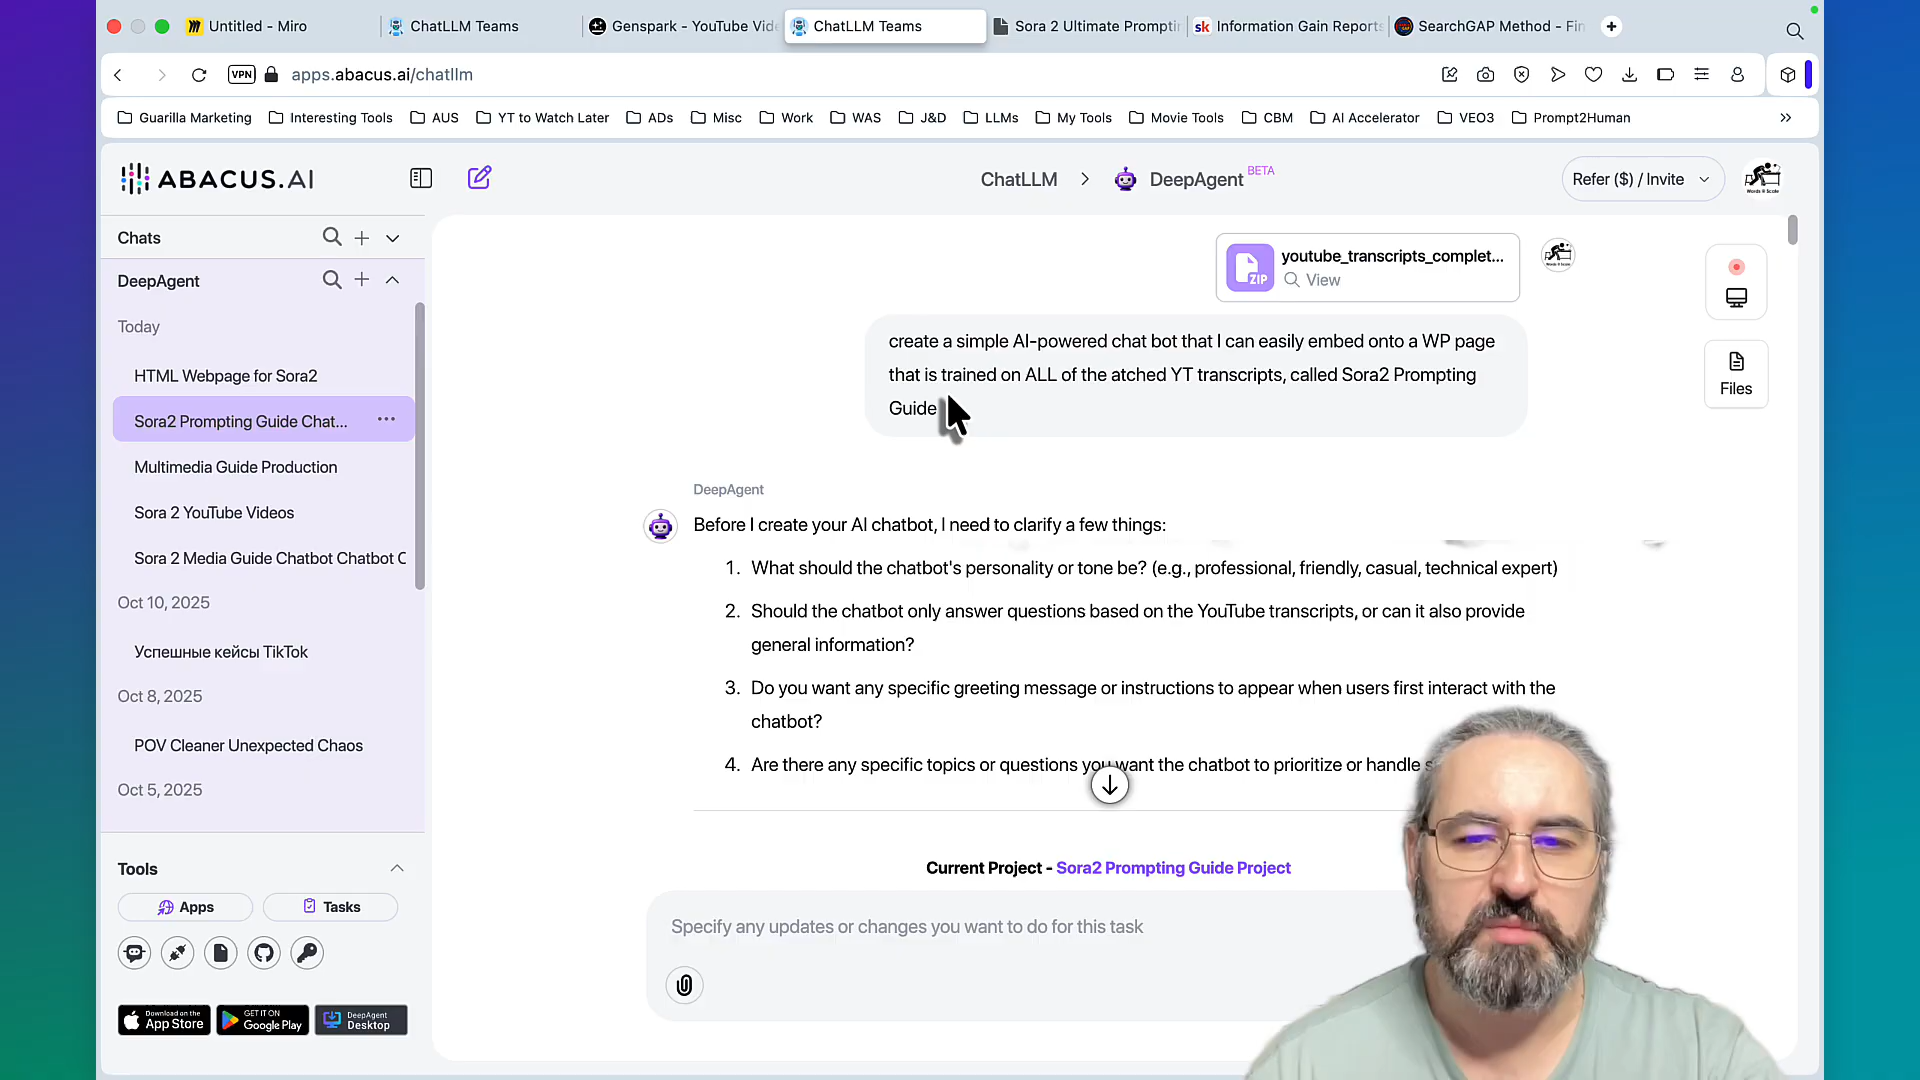 Untitled - Miro
ChatLLM Teams
Genspark - YouTube Vid
ChatLLM Teams
Sora 2 Ultimate Prompti
sk Information Gain Reports
SearchGAP Method - Fin
VPN
apps.abacus.ai/chatllm
Guarilla Marketing
Interesting Tools
AUS
YT to Watch Later
ADs
Misc
Work
WAS
J&D
LLMs
My Tools
Movie Tools
CBM
AI Accelerator
VEO3
Prompt2Human
ABACUS.AI
ChatLLM
DeepAgent BETA
Refer ($) / Invite
Chats
DeepAgent
Today
HTML Webpage for Sora2
Sora2 Prompting Guide Chat...
Multimedia Guide Production
Sora 2 YouTube Videos
Sora 2 Media Guide Chatbot Chatbot C
Oct 10, 2025
Успешные кейсы TikTok
Oct 8, 2025
POV Cleaner Unexpected Chaos
Oct 5, 2025
Tools
Apps
Tasks
Download on the
App Store
GET IT ON
Google Play
DeepAgent
Desktop
ZIP
youtube_transcripts_complet...
View
create a simple AI-powered chat bot that I can easily embed onto a WP page
that is trained on ALL of the atched YT transcripts, called Sora2 Prompting
Guide
Files
DeepAgent
Before I create your AI chatbot, I need to clarify a few things:
1. What should the chatbot's personality or tone be? (e.g., professional, friendly, casual, technical expert)
2. Should the chatbot only answer questions based on the YouTube transcripts, or can it also provide
general information?
3. Do you want any specific greeting message or instructions to appear when users first interact with the
chatbot?
4. Are there any specific topics or questions you want the chatbot to prioritize or handle
Current Project - Sora2 Prompting Guide Project
Specify any updates or changes you want to do for this task